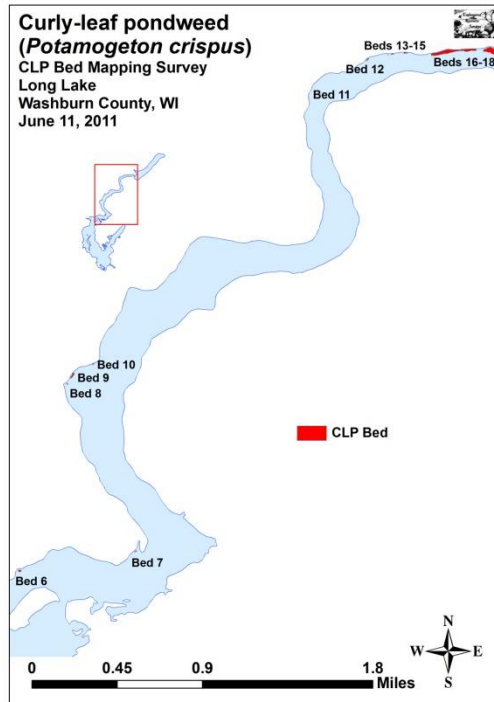 Curly-leaf pondweed
(Potamogeton crispus)
CLP Bed Mapping Survey
Long Lake
Washburn County, WI
June 11, 2011
Beds 13-15
Bed 12
Beds 16-18
Bed 11
Bed 10
Bed 9
Bed 8
CLP Bed
Bed 7
Bed 6
N
W
E
S
0
0.45
0.9
1.8
Miles